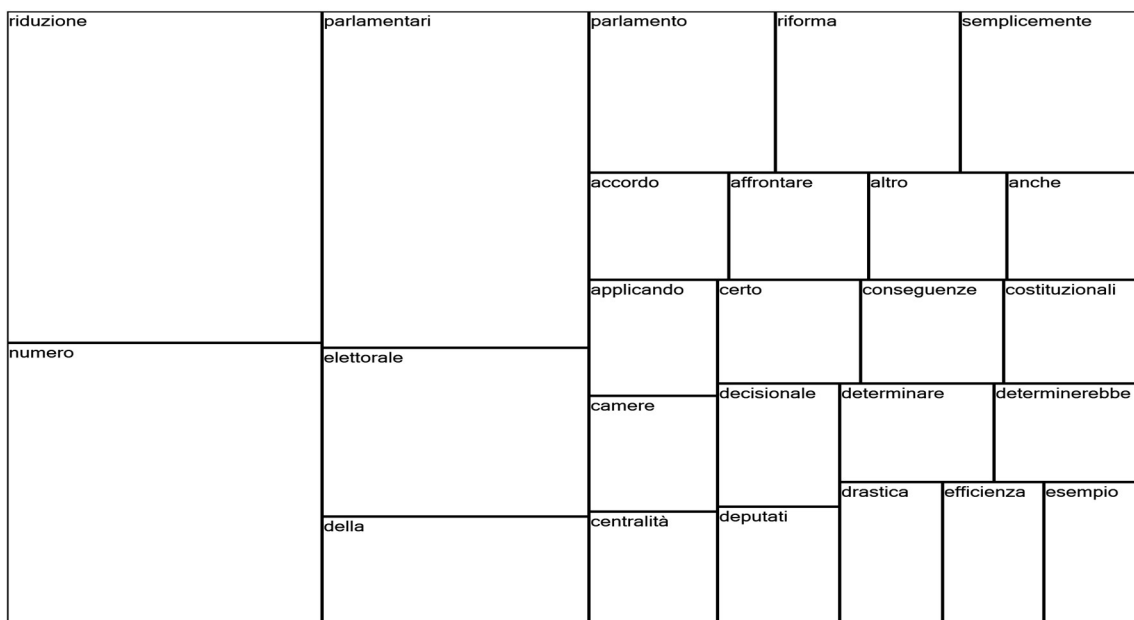 riduzione
parlamentari
parlamento
riforma
semplicemente
accordo
affrontare
altro
anche
applicando
certo
conseguenze
costituzionali
numero
elettorale
decisionale
determinare
determinerebbe
camere
drastica
efficienza
esempio
deputati
centralità
della